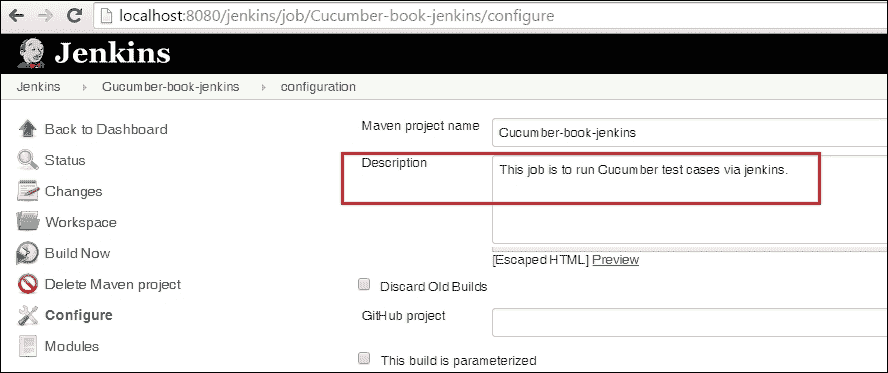 localhost:8080/jenkins/job/Cucumber-book-jenkins/configure
Jenkins
Jenkins Cucumber-book-jenkins configuration
Back to Dashboard
Status
Changes
Workspace
Build Now
Delete Maven project
Configure
Modules
Maven project name Cucumber-book-jenkins
Description This job is to run Cucumber test cases via jenkins.
[Escaped HTML] Preview
Discard Old Builds
GitHub project
This build is parameterized